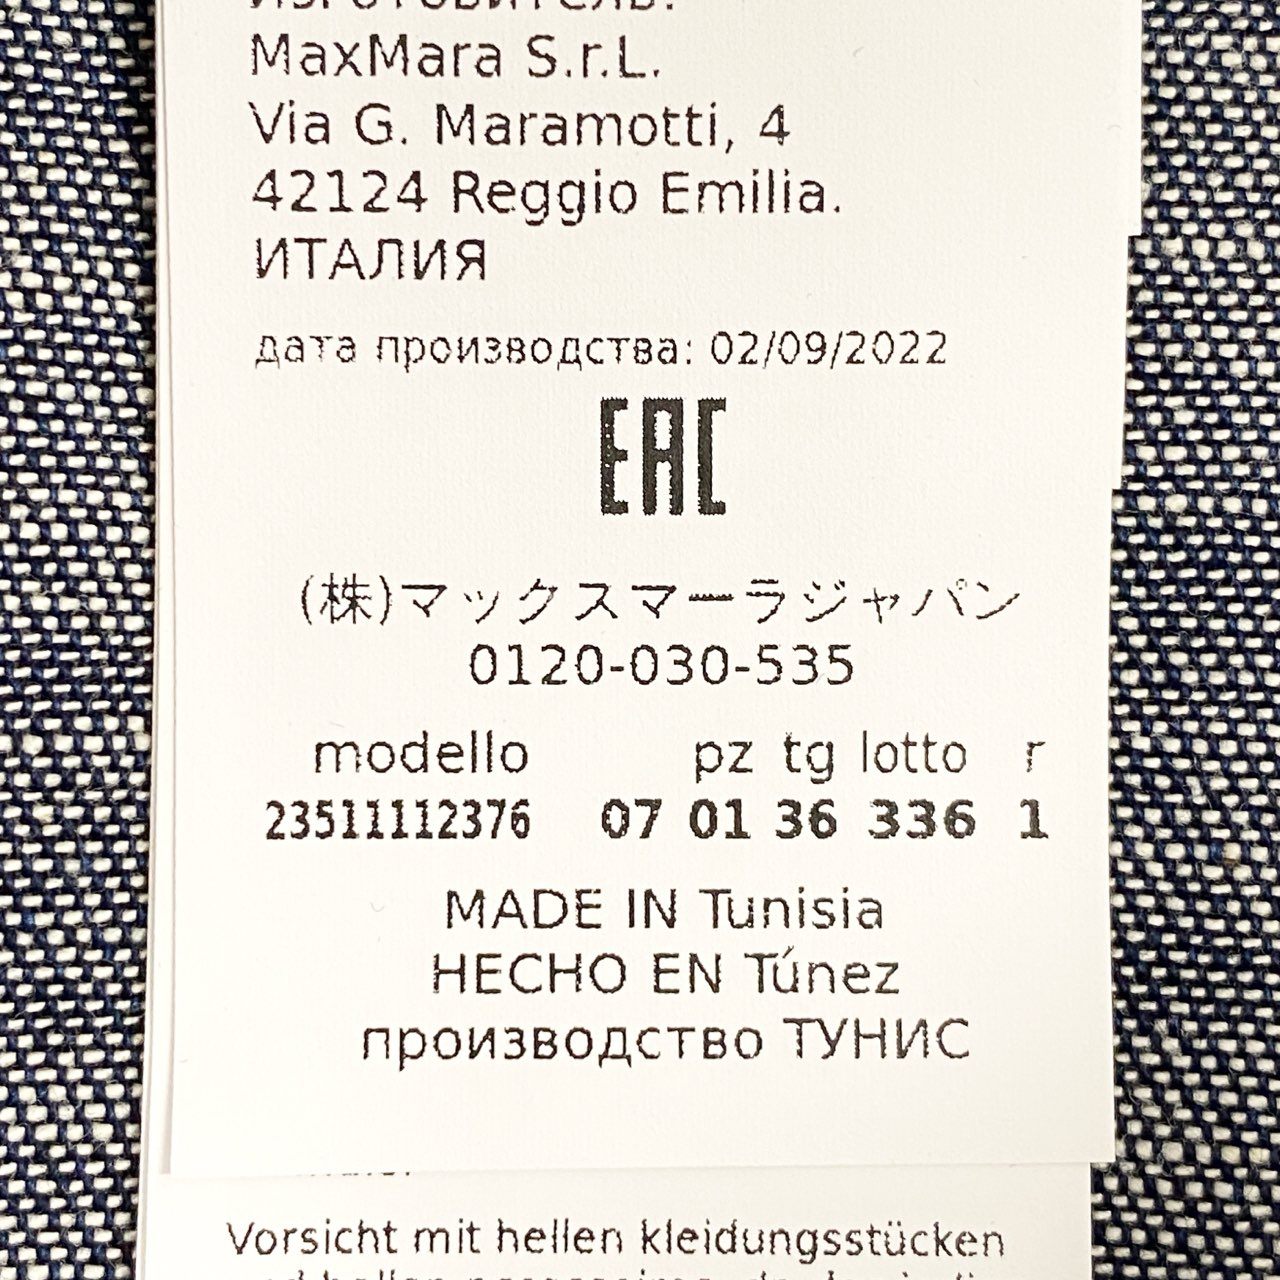 ИЗГОТОВИТЕЛЬ:
MaxMara S.r.L.
Via G. Maramotti, 4
42124 Reggio Emilia.
ИТАЛИЯ
дата производства: 02/09/2022
EAC
(株)マックスマーラジャパン
0120-030-535
modello pz tg lotto r
23511112376 07 01 36 336 1
MADE IN Tunisia
HECHO EN Túnez
производство ТУНИС
Vorsicht mit hellen kleidungsstücken